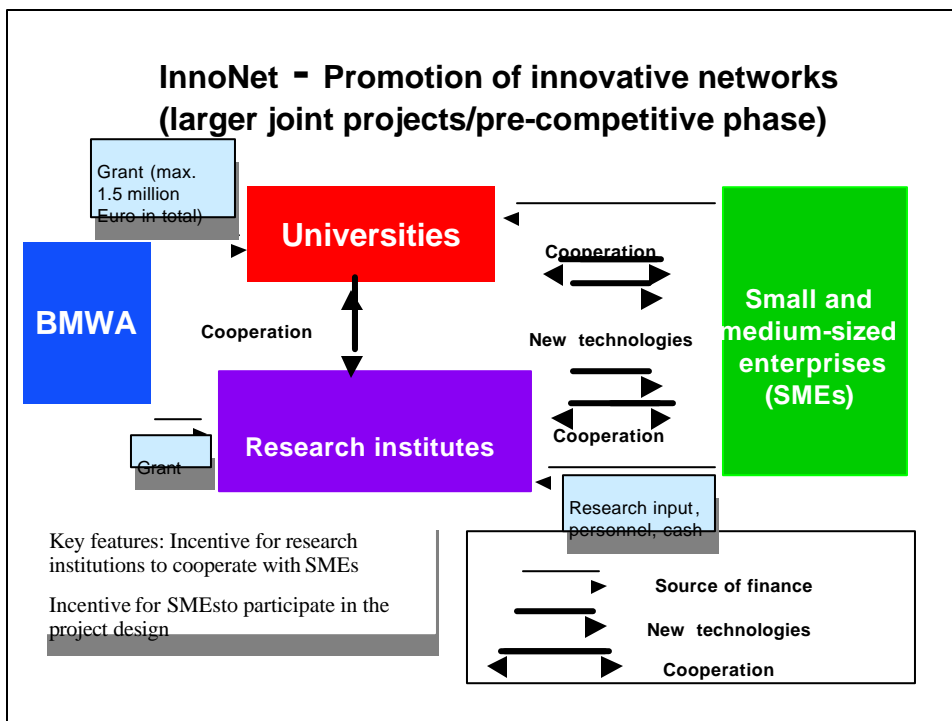 InnoNet - Promotion of innovative networks
(larger joint projects/pre-competitive phase)
Grant (max.
1.5 million
Euro in total)
Universities
BMWA
Cooperation
Cooperation
New technologies
Cooperation
Small and
medium-sized
enterprises
(SMEs)
Research institutes
Grant
Research input,
personnel, cash
Key features: Incentive for research
institutions to cooperate with SMEs
Incentive for SMEsto participate in the
project design
Source of finance
New technologies
Cooperation